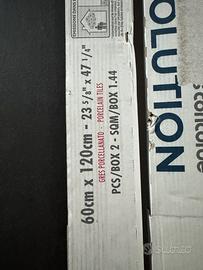 60cm x 120cm - 23 5/8" x 47 1/4"
GRES PORCELLANATO - PORCELAIN TILES
PCS/BOX 2 - SQM/BOX 1.44
OLUTION
subito